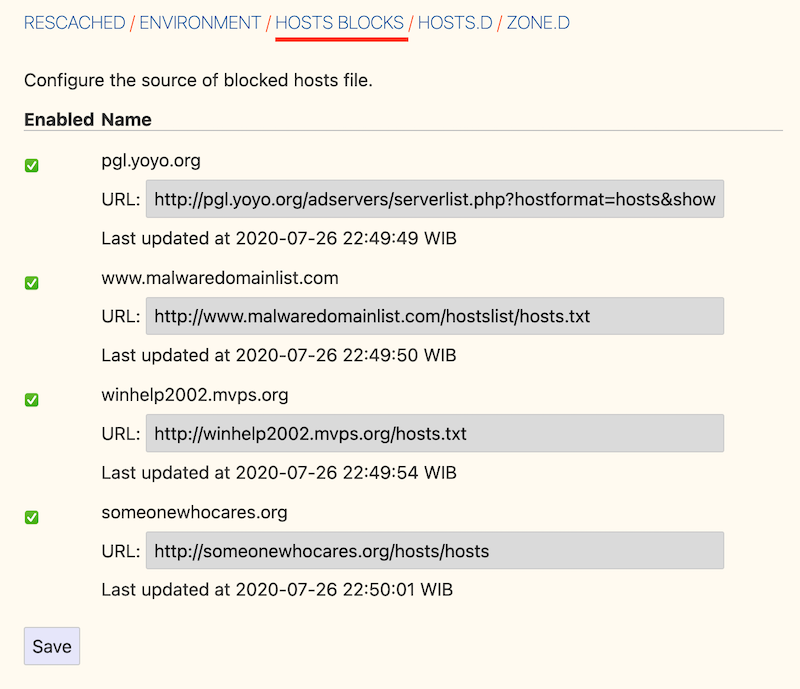 RESCACHED / ENVIRONMENT / HOSTS BLOCKS / HOSTS.D / ZONE.D
Configure the source of blocked hosts file.
Enabled Name
pgl.yoyo.org
URL: http://pgl.yoyo.org/adservers/serverlist.php?hostformat=hosts&show
Last updated at 2020-07-26 22:49:49 WIB
www.malwaredomainlist.com
URL: http://www.malwaredomainlist.com/hostslist/hosts.txt
Last updated at 2020-07-26 22:49:50 WIB
winhelp2002.mvps.org
URL: http://winhelp2002.mvps.org/hosts.txt
Last updated at 2020-07-26 22:49:54 WIB
someonewhocares.org
URL: http://someonewhocares.org/hosts/hosts
Last updated at 2020-07-26 22:50:01 WIB
Save